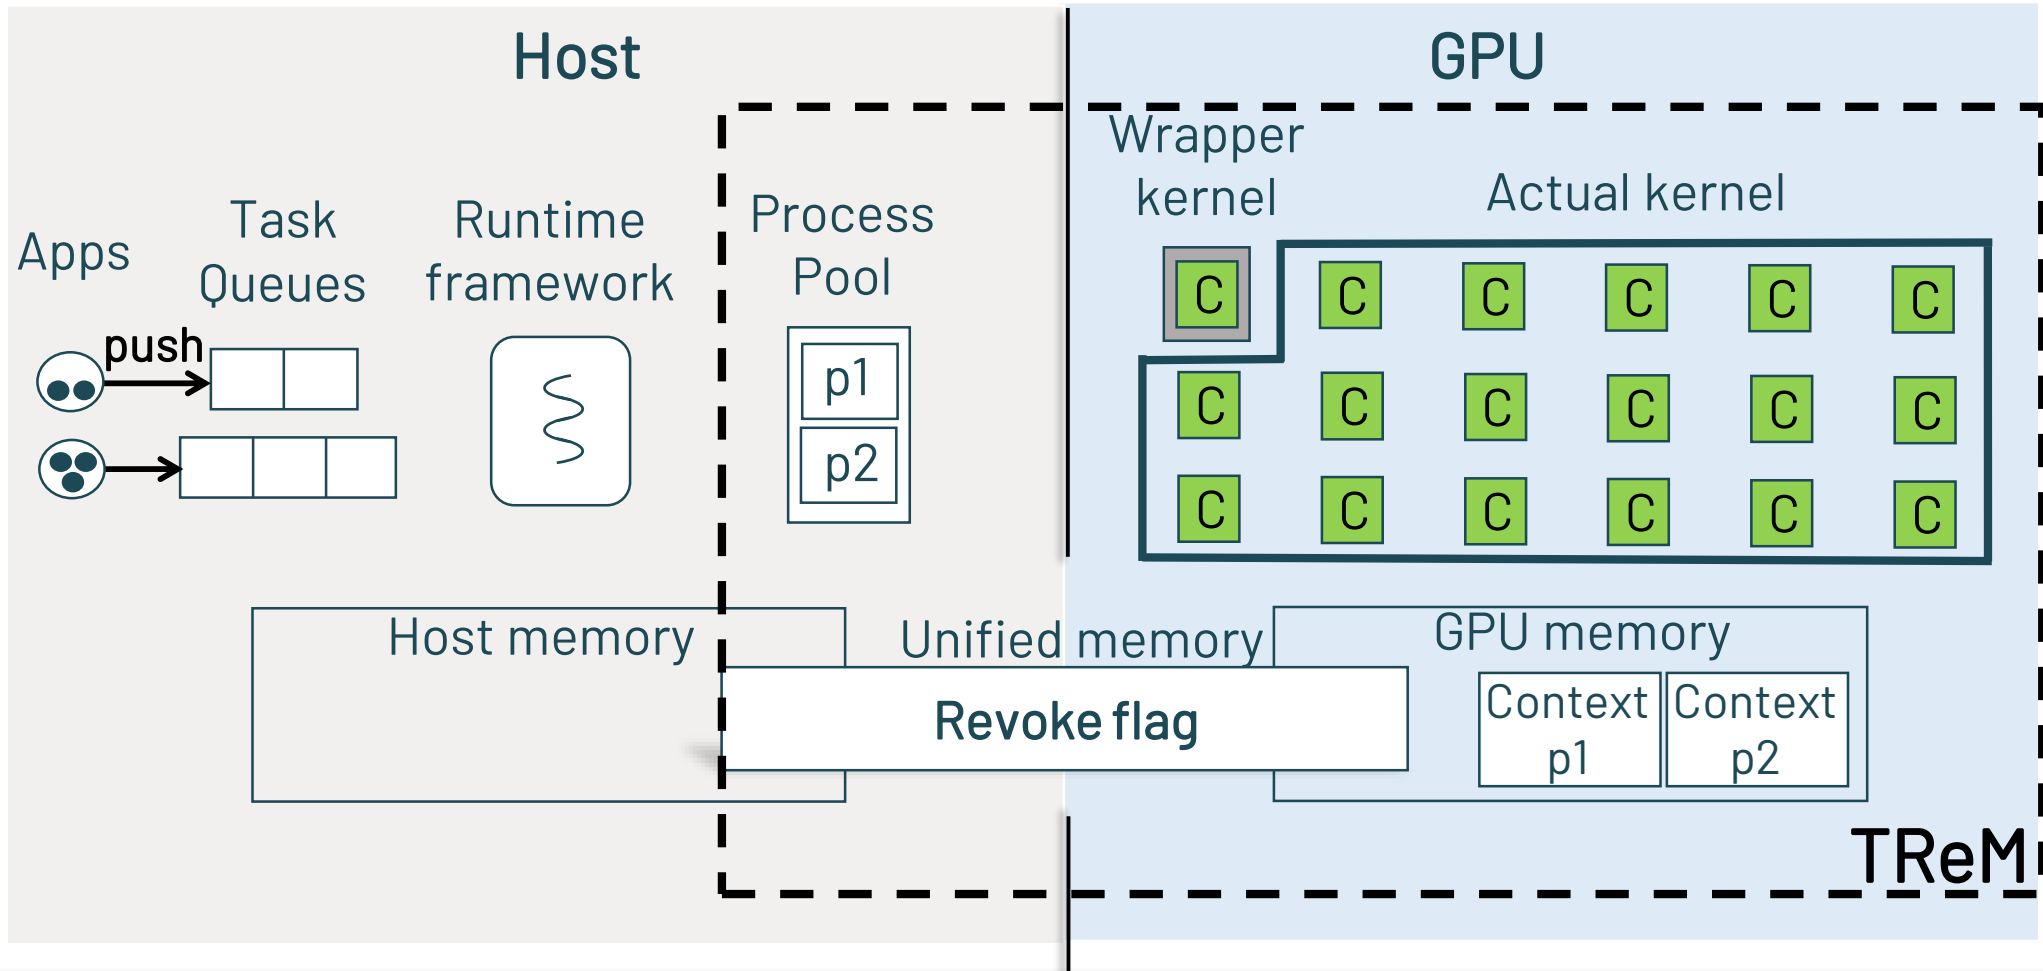 Host
GPU
Wrapper
kernel
Actual kernel
Apps
Task
Queues
Runtime
framework
Process
Pool
push
p1
p2
C
C C C C C
C C C C C C
C C C C C C
Host memory
Unified memory
GPU memory
Revoke flag
Context
p1
Context
p2
TReM